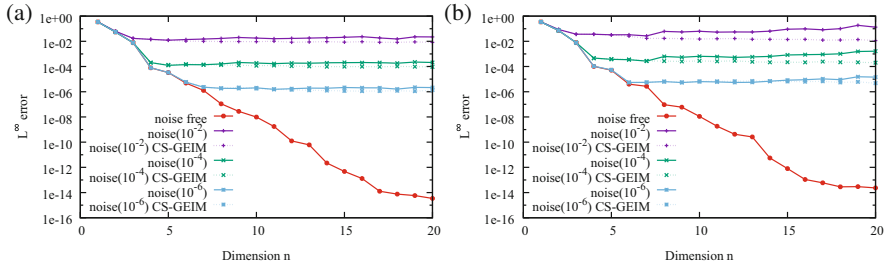 (a)
1e+00
1e-02
1e-04
1e-06
1e-08
1e-10
1e-12
1e-14
1e-16
L∞ error
noise free
noise(10⁻²)
noise(10⁻²) CS-GEIM
noise(10⁻⁴)
noise(10⁻⁴) CS-GEIM
noise(10⁻⁶)
noise(10⁻⁶) CS-GEIM
0 5 10 15 20
Dimension n
(b)
1e+00
1e-02
1e-04
1e-06
1e-08
1e-10
1e-12
1e-14
1e-16
L∞ error
noise free
noise(10⁻²)
noise(10⁻²) CS-GEIM
noise(10⁻⁴)
noise(10⁻⁴) CS-GEIM
noise(10⁻⁶)
noise(10⁻⁶) CS-GEIM
0 5 10 15 20
Dimension n